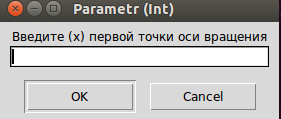 Parametr (Int)
Введите (x) первой точки оси вращения
OK
Cancel